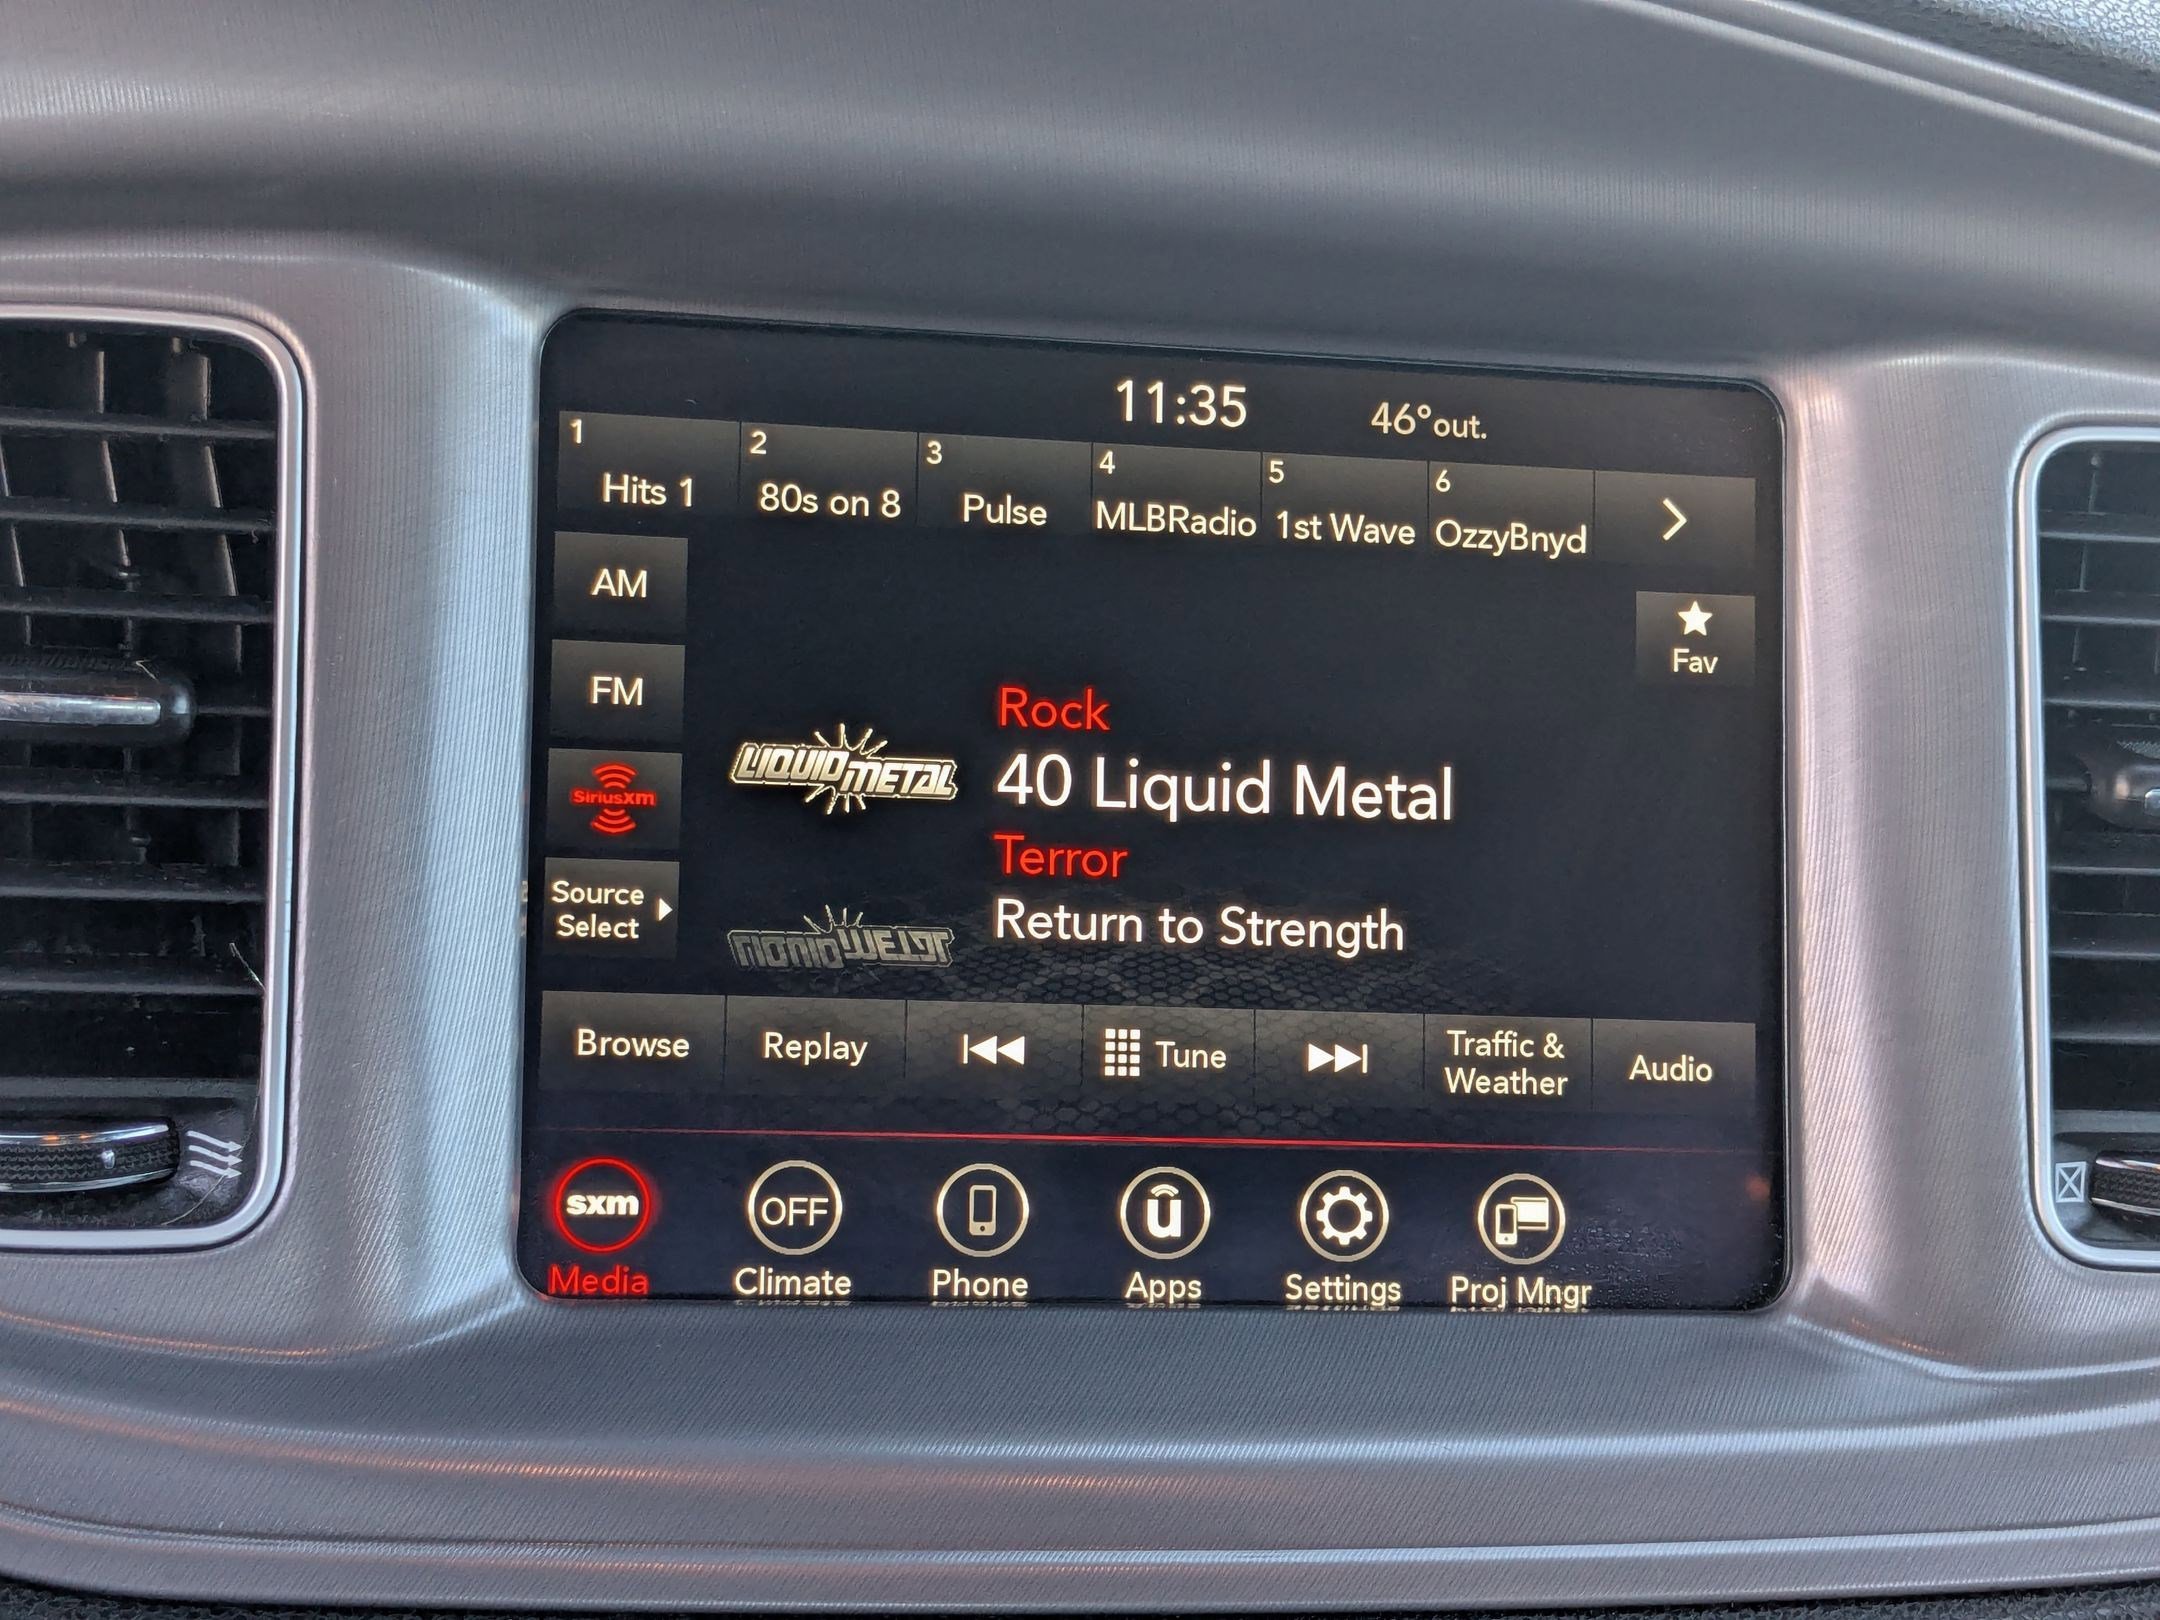 11:35
46°out.
1
Hits 1
2
80s on 8
3
Pulse
4
MLBRadio
5
1st Wave
6
OzzyBnyd
AM
FM
SiriusXM
Source
Select
Fav
LIQUID METAL
Rock
40 Liquid Metal
Terror
Return to Strength
Browse
Replay
Tune
Traffic &
Weather
Audio
sxm
Media
OFF
Climate
Phone
u
Apps
Settings
Proj Mngr